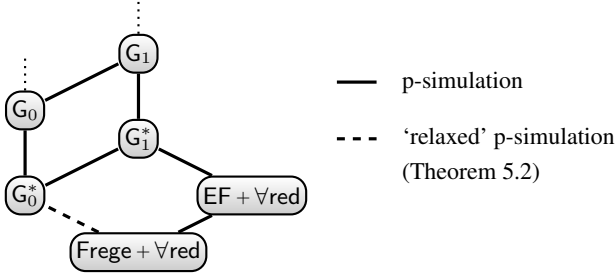 G₁
G₀
p-simulation
G₁*
‘relaxed’ p-simulation
(Theorem 5.2)
G₀*
EF + ∀red
Frege + ∀red